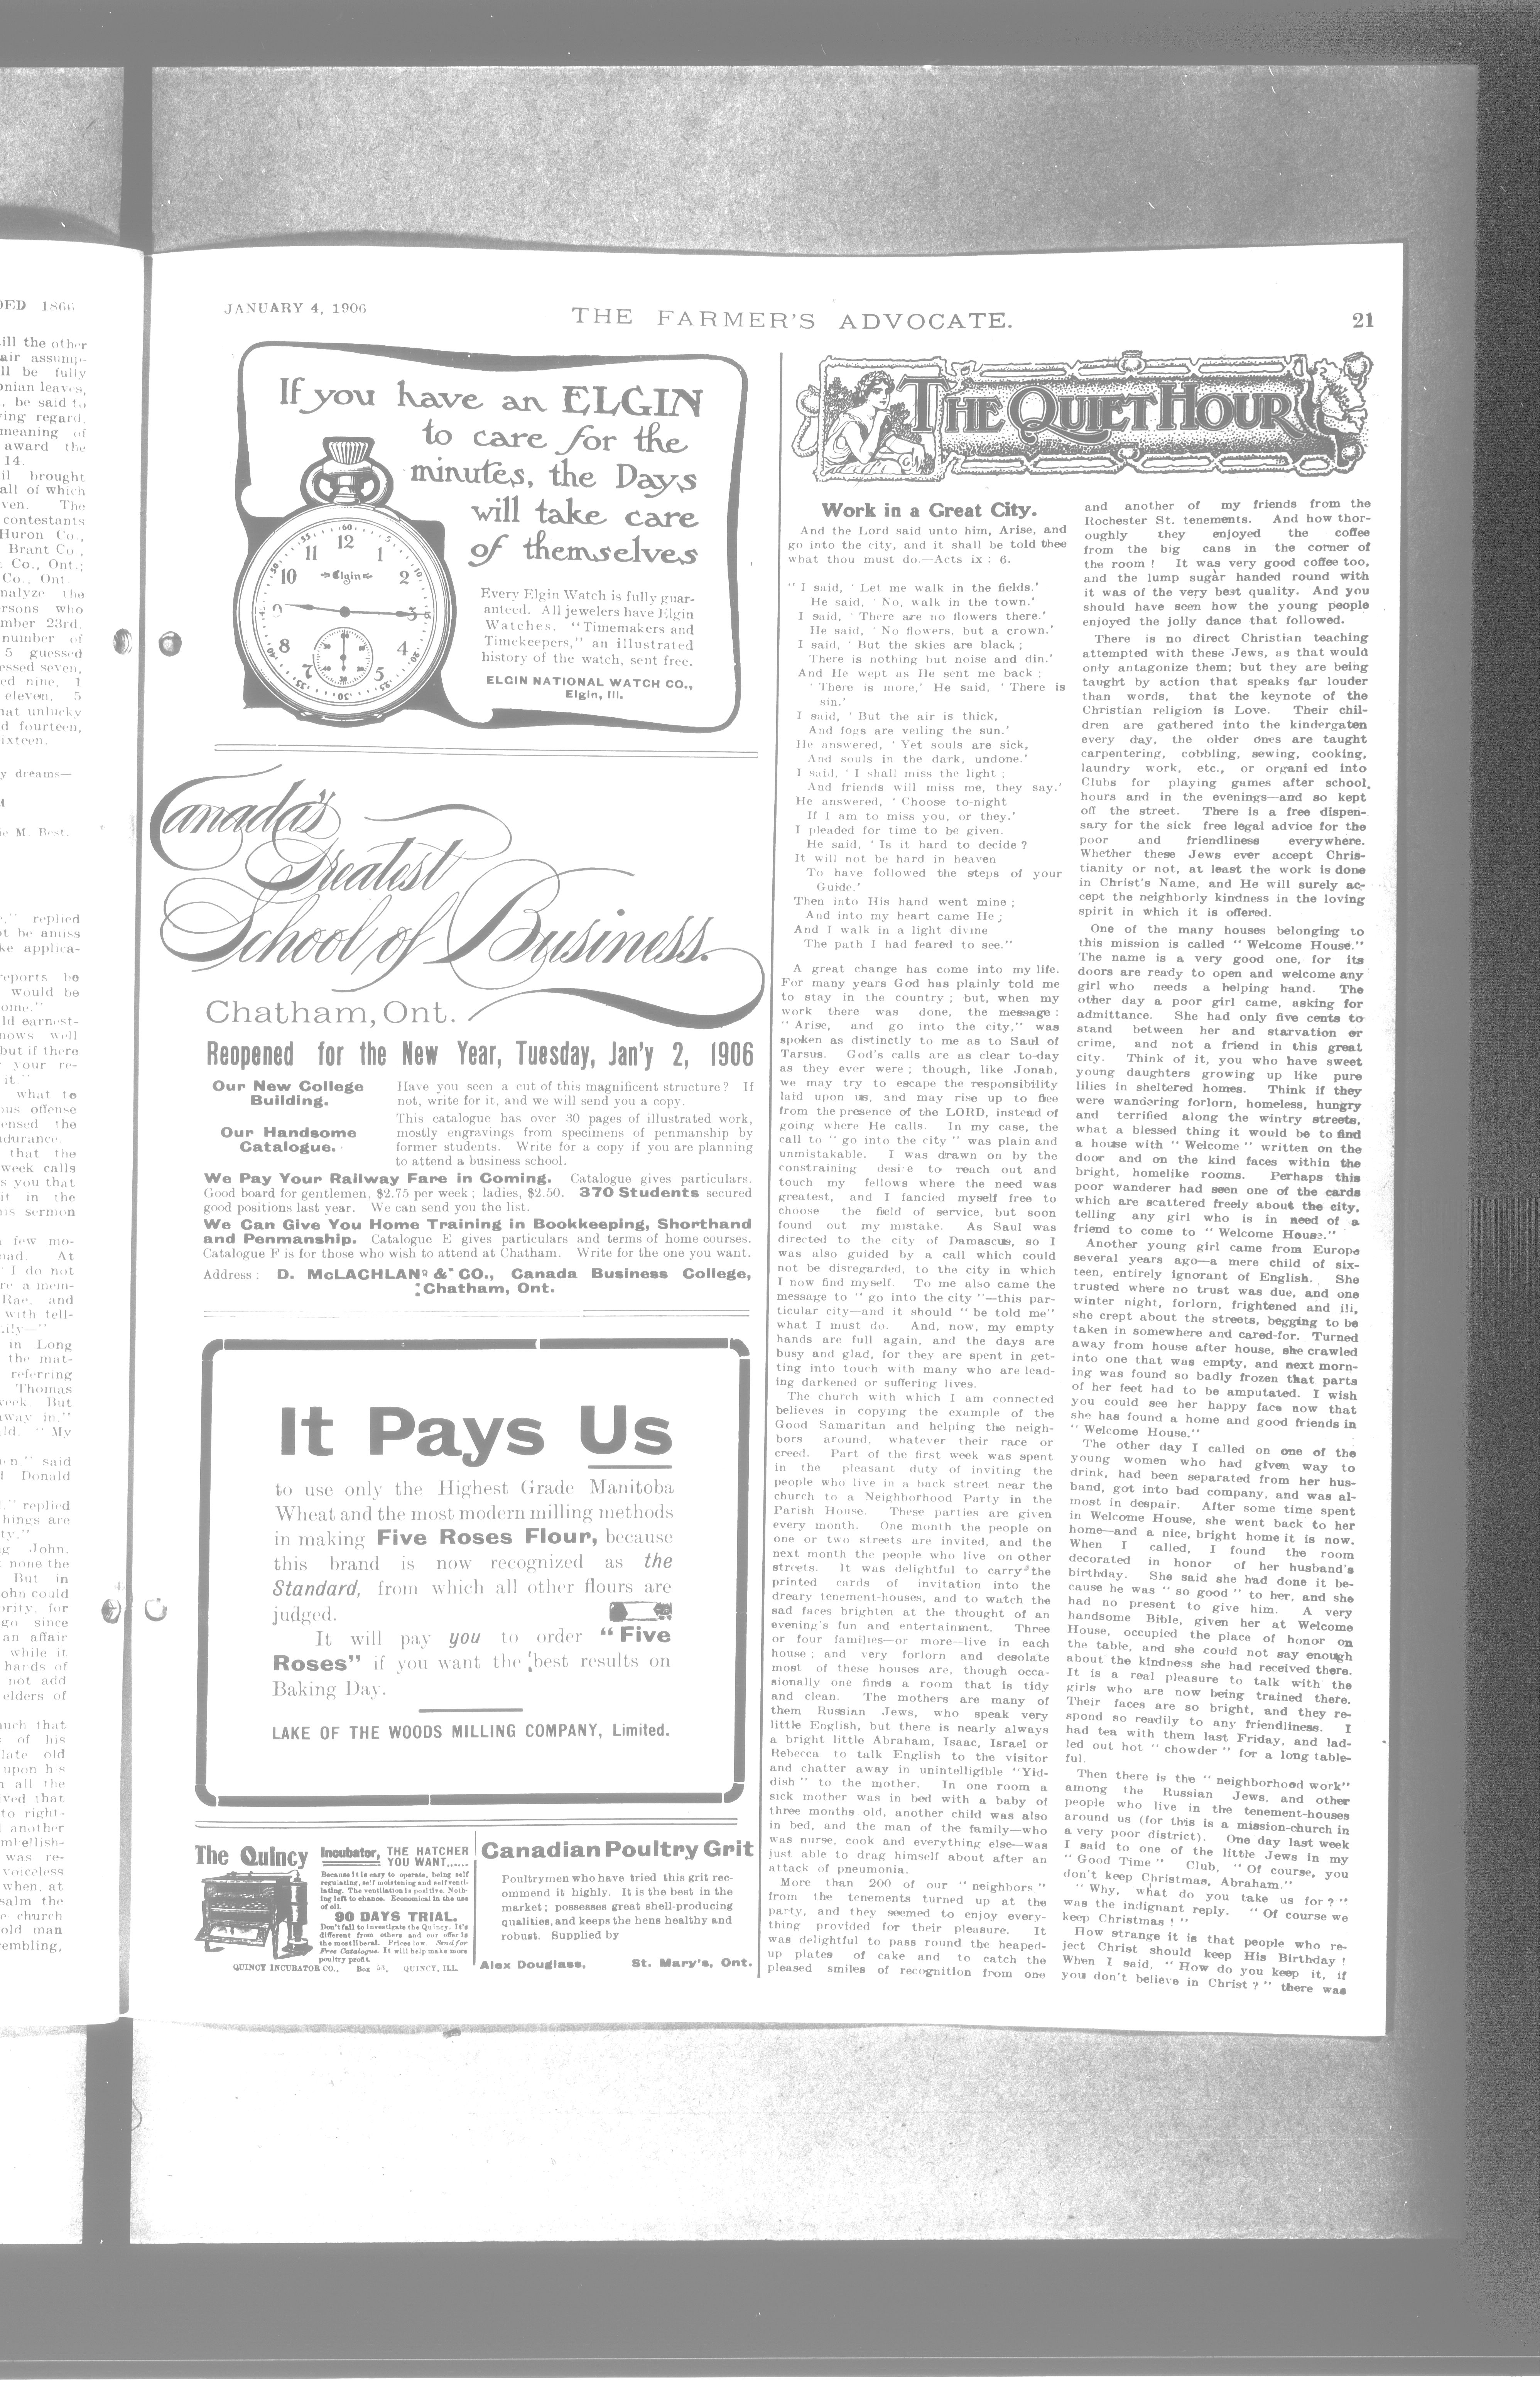 JANUARY 4, 1906
THE FARMER'S ADVOCATE.
21
If you have an ELGIN
to care for the
minutes, the Days
will take care
of themselves
Every Elgin Watch is fully guar-
anteed. All jewelers have Elgin
Watches. "Timemakers and
Timekeepers," an illustrated
history of the watch, sent free.
ELGIN NATIONAL WATCH CO.,
Elgin, Ill.
Canada's
Greatest
School of Business.
Chatham, Ont.
Reopened for the New Year, Tuesday, Jan'y 2, 1906
Our New College
Building.
Have you seen a cut of this magnificent structure? If
not, write for it, and we will send you a copy.
Our Handsome
Catalogue.
This catalogue has over 30 pages of illustrated work,
mostly engravings from specimens of penmanship by
former students. Write for a copy if you are planning
to attend a business school.
We Pay Your Railway Fare in Coming. Catalogue gives particulars.
Good board for gentlemen, $2.75 per week; ladies, $2.50. 370 Students secured
good positions last year. We can send you the list.
We Can Give You Home Training in Bookkeeping, Shorthand
and Penmanship. Catalogue E gives particulars and terms of home courses.
Catalogue F is for those who wish to attend at Chatham. Write for the one you want.
Address: D. McLACHLAN & CO., Canada Business College,
Chatham, Ont.
It Pays Us
to use only the Highest Grade Manitoba
Wheat and the most modern milling methods
in making Five Roses Flour, because
this brand is now recognized as the
Standard, from which all other flours are
judged.
It will pay you to order "Five
Roses" if you want the best results on
Baking Day.
LAKE OF THE WOODS MILLING COMPANY, Limited.
The Quincy Incubator, THE HATCHER
YOU WANT......
Because it is easy to operate, being self
regulating, self moistening and self venti-
lating. The ventilation is positive. Noth-
ing left to chance. Economical in the use
of oil.
90 DAYS TRIAL.
Don't fail to investigate the Quincy. It's
different from others and our offer is
the most liberal. Prices low. Send for
Free Catalogue. It will help make more
poultry profit.
QUINCY INCUBATOR CO., Box 53, QUINCY, ILL.
Canadian Poultry Grit
Poultrymen who have tried this grit rec-
ommend it highly. It is the best in the
market; possesses great shell-producing
qualities, and keeps the hens healthy and
robust. Supplied by
Alex Douglass, St. Mary's, Ont.
THE QUIET HOUR
Work in a Great City.
And the Lord said unto him, Arise, and
go into the city, and it shall be told thee
what thou must do.—Acts ix : 6.
"I said, 'Let me walk in the fields.'
He said, 'No, walk in the town.'
I said, 'There are no flowers there.'
He said, 'No flowers, but a crown.'
I said, 'But the skies are black;
There is nothing but noise and din.'
And He wept as He sent me back;
'There is more,' He said, 'There is
sin.'
I said, 'But the air is thick,
And fogs are veiling the sun.'
He answered, 'Yet souls are sick,
And souls in the dark, undone.'
I said, 'I shall miss the light;
And friends will miss me, they say.'
He answered, 'Choose to-night
If I am to miss you, or they.'
I pleaded for time to be given.
He said, 'Is it hard to decide?
It will not be hard in heaven
To have followed the steps of your
Guide.'
Then into His hand went mine;
And into my heart came He;
And I walk in a light divine
The path I had feared to see."
A great change has come into my life.
For many years God has plainly told me
to stay in the country; but, when my
work there was done, the message:
"Arise, and go into the city," was
spoken as distinctly to me as to Saul of
Tarsus. God's calls are as clear to-day
as they ever were; though, like Jonah,
we may try to escape the responsibility
laid upon us, and may rise up to flee
from the presence of the LORD, instead of
going where He calls. In my case, the
call to "go into the city" was plain and
unmistakable. I was drawn on by the
constraining desire to reach out and
touch my fellows where the need was
greatest, and I fancied myself free to
choose the field of service, but soon
found out my mistake. As Saul was
directed to the city of Damascus, so I
was also guided by a call which could
not be disregarded, to the city in which
I now find myself. To me also came the
message to "go into the city"—this par-
ticular city—and it should "be told me"
what I must do. And, now, my empty
hands are full again, and the days are
busy and glad, for they are spent in get-
ting into touch with many who are lead-
ing darkened or suffering lives.
The church with which I am connected
believes in copying the example of the
Good Samaritan and helping the neigh-
bors around, whatever their race or
creed. Part of the first week was spent
in the pleasant duty of inviting the
people who live in a back street near the
church to a Neighborhood Party in the
Parish House. These parties are given
every month. One month the people on
one or two streets are invited, and the
next month the people who live on other
streets. It was delightful to carry the
printed cards of invitation into the
dreary tenement-houses, and to watch the
sad faces brighten at the thought of an
evening's fun and entertainment. Three
or four families—or more—live in each
house; and very forlorn and desolate
most of these houses are, though occa-
sionally one finds a room that is tidy
and clean. The mothers are many of
them Russian Jews, who speak very
little English, but there is nearly always
a bright little Abraham, Isaac, Israel or
Rebecca to talk English to the visitor
and chatter away in unintelligible "Yid-
dish" to the mother. In one room a
sick mother was in bed with a baby of
three months old, another child was also
in bed, and the man of the family—who
was nurse, cook and everything else—was
just able to drag himself about after an
attack of pneumonia.
More than 200 of our "neighbors"
from the tenements turned up at the
party, and they seemed to enjoy every-
thing provided for their pleasure. It
was delightful to pass round the heaped-
up plates of cake and to catch the
pleased smiles of recognition from one
and another of my friends from the
Rochester St. tenements. And how thor-
oughly they enjoyed the coffee
from the big cans in the corner of
the room! It was very good coffee too,
and the lump sugar handed round with
it was of the very best quality. And you
should have seen how the young people
enjoyed the jolly dance that followed.
There is no direct Christian teaching
attempted with these Jews, as that would
only antagonize them; but they are being
taught by action that speaks far louder
than words, that the keynote of the
Christian religion is Love. Their chil-
dren are gathered into the kindergaten
every day, the older ones are taught
carpentering, cobbling, sewing, cooking,
laundry work, etc., or organi ed into
Clubs for playing games after school,
hours and in the evenings—and so kept
off the street. There is a free dispen-
sary for the sick free legal advice for the
poor and friendliness everywhere.
Whether these Jews ever accept Chris-
tianity or not, at least the work is done
in Christ's Name, and He will surely ac-
cept the neighborly kindness in the loving
spirit in which it is offered.
One of the many houses belonging to
this mission is called "Welcome House."
The name is a very good one, for its
doors are ready to open and welcome any
girl who needs a helping hand. The
other day a poor girl came, asking for
admittance. She had only five cents to
stand between her and starvation or
crime, and not a friend in this great
city. Think of it, you who have sweet
young daughters growing up like pure
lilies in sheltered homes. Think if they
were wandering forlorn, homeless, hungry
and terrified along the wintry streets,
what a blessed thing it would be to find
a house with "Welcome" written on the
door and on the kind faces within the
bright, homelike rooms. Perhaps this
poor wanderer had seen one of the cards
which are scattered freely about the city,
telling any girl who is in need of a
friend to come to "Welcome House."
Another young girl came from Europe
several years ago—a mere child of six-
teen, entirely ignorant of English. She
trusted where no trust was due, and one
winter night, forlorn, frightened and ill,
she crept about the streets, begging to be
taken in somewhere and cared-for. Turned
away from house after house, she crawled
into one that was empty, and next morn-
ing was found so badly frozen that parts
of her feet had to be amputated. I wish
you could see her happy face now that
she has found a home and good friends in
"Welcome House."
The other day I called on one of the
young women who had given way to
drink, had been separated from her hus-
band, got into bad company, and was al-
most in despair. After some time spent
in Welcome House, she went back to her
home—and a nice, bright home it is now.
When I called, I found the room
decorated in honor of her husband's
birthday. She said she had done it be-
cause he was "so good" to her, and she
had no present to give him. A very
handsome Bible, given her at Welcome
House, occupied the place of honor on
the table, and she could not say enough
about the kindness she had received there.
It is a real pleasure to talk with the
girls who are now being trained there.
Their faces are so bright, and they re-
spond so readily to any friendliness. I
had tea with them last Friday, and lad-
led out hot "chowder" for a long table-
ful.
Then there is the "neighborhood work"
among the Russian Jews, and other
people who live in the tenement-houses
around us (for this is a mission-church in
a very poor district). One day last week
I said to one of the little Jews in my
"Good Time" Club, "Of course, you
don't keep Christmas, Abraham."
"Why, what do you take us for?"
was the indignant reply. "Of course we
keep Christmas!"
How strange it is that people who re-
ject Christ should keep His Birthday!
When I said, "How do you keep it, if
you don't believe in Christ?" there was